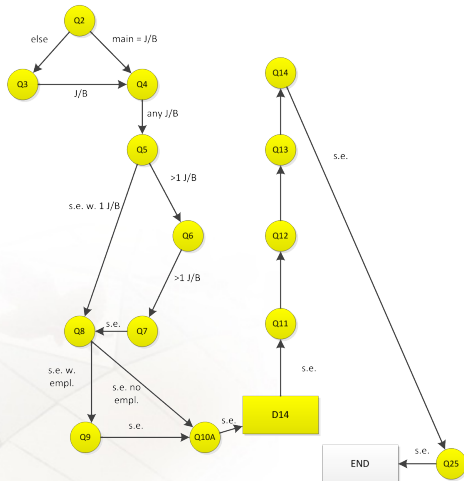 Q2
else
main = J/B
Q3
J/B
Q4
any J/B
Q5
>1 J/B
s.e. w. 1 J/B
Q6
>1 J/B
Q8
s.e.
Q7
s.e. w.
empl.
s.e. no
empl.
Q9
s.e.
Q10A
s.e.
D14
s.e.
Q11
Q12
Q13
Q14
s.e.
Q25
s.e.
END